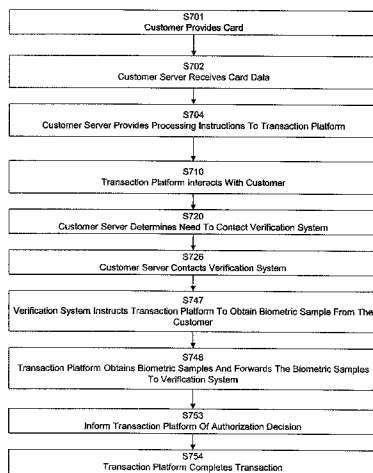 S701
Customer Provides Card
S702
Customer Server Receives Card Data
S704
Customer Server Provides Processing Instructions To Transaction Platform
S710
Transaction Platform Interacts With Customer
S720
Customer Server Determines Need To Contact Verification System
S726
Customer Server Contacts Verification System
S747
Verification System Instructs Transaction Platform To Obtain Biometric Sample From The
Customer
S748
Transaction Platform Obtains Biometric Samples And Forwards The Biometric Samples
To Verification System
S753
Inform Transaction Platform Of Authorization Decision
S754
Transaction Platform Completes Transaction